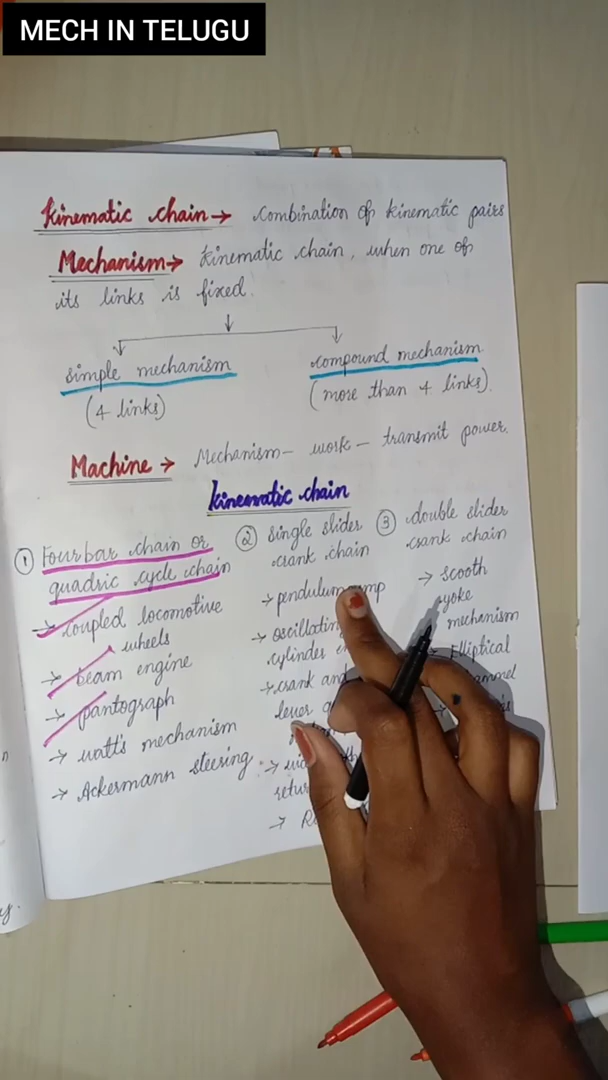 MECH IN TELUGU
Kinematic chain → Combination of kinematic pairs
Mechanism → kinematic chain, when one of
its links is fixed.
simple mechanism
(4 links)
compound mechanism
(more than 4 links).
Machine → Mechanism - work - transmit power.
kinematic chain
① Fourbar chain or
quadric cycle chain
→ coupled locomotive
wheels
→ beam engine
→ pantograph
→ watt's mechanism
→ Ackermann steering
② single slider
crank chain
→ pendulum
→ oscillating
cylinder
→ crank and
lever
③ double slider
crank chain
→ scooth
yoke
mechanism
Elliptical